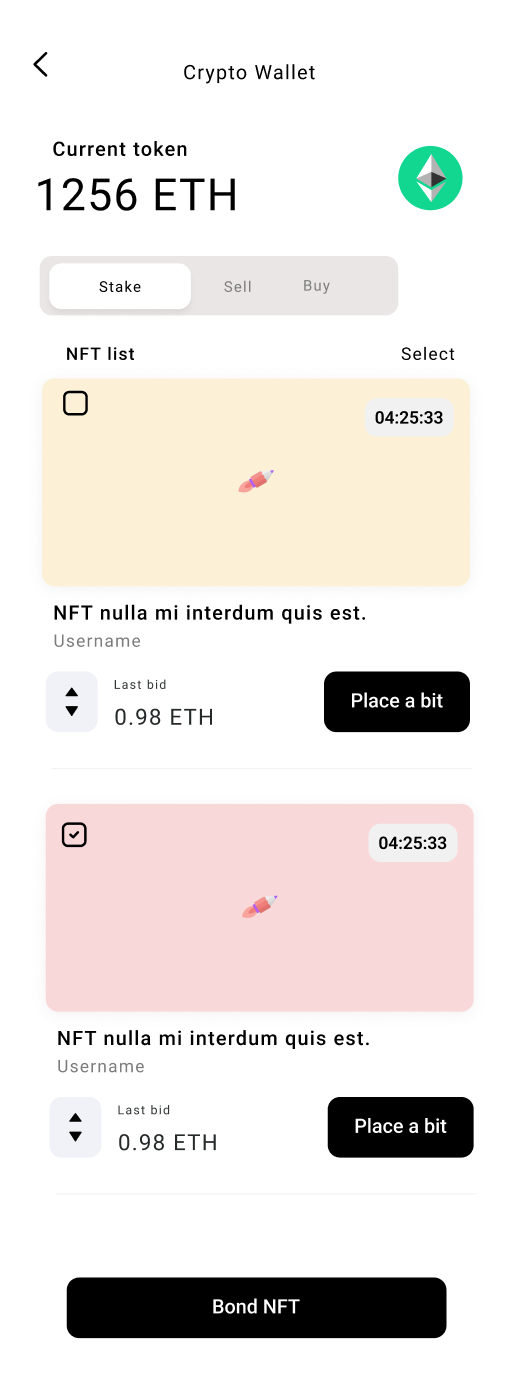 Crypto Wallet
Current token
1256 ETH
Stake Sell Buy
NFT list Select
04:25:33
NFT nulla mi interdum quis est.
Username
Last bid
0.98 ETH
Place a bit
04:25:33
NFT nulla mi interdum quis est.
Username
Last bid
0.98 ETH
Place a bit
Bond NFT